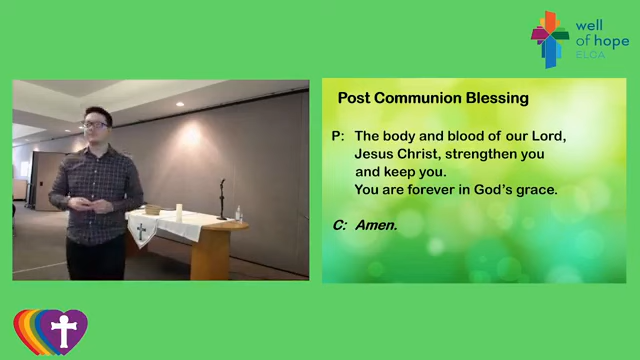 well
of hope
ELCA
Post Communion Blessing
P: The body and blood of our Lord,
Jesus Christ, strengthen you
and keep you.
You are forever in God's grace.
C: Amen.